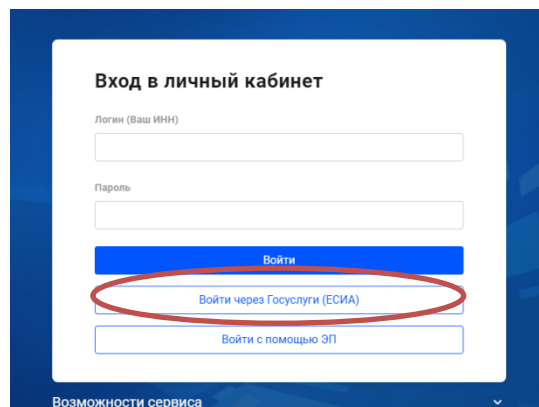 Вход в личный кабинет
Логин (Ваш ИНН)
Пароль
Войти
Войти через Госуслуги (ЕСИА)
Войти с помощью ЭП
Возможности сервиса